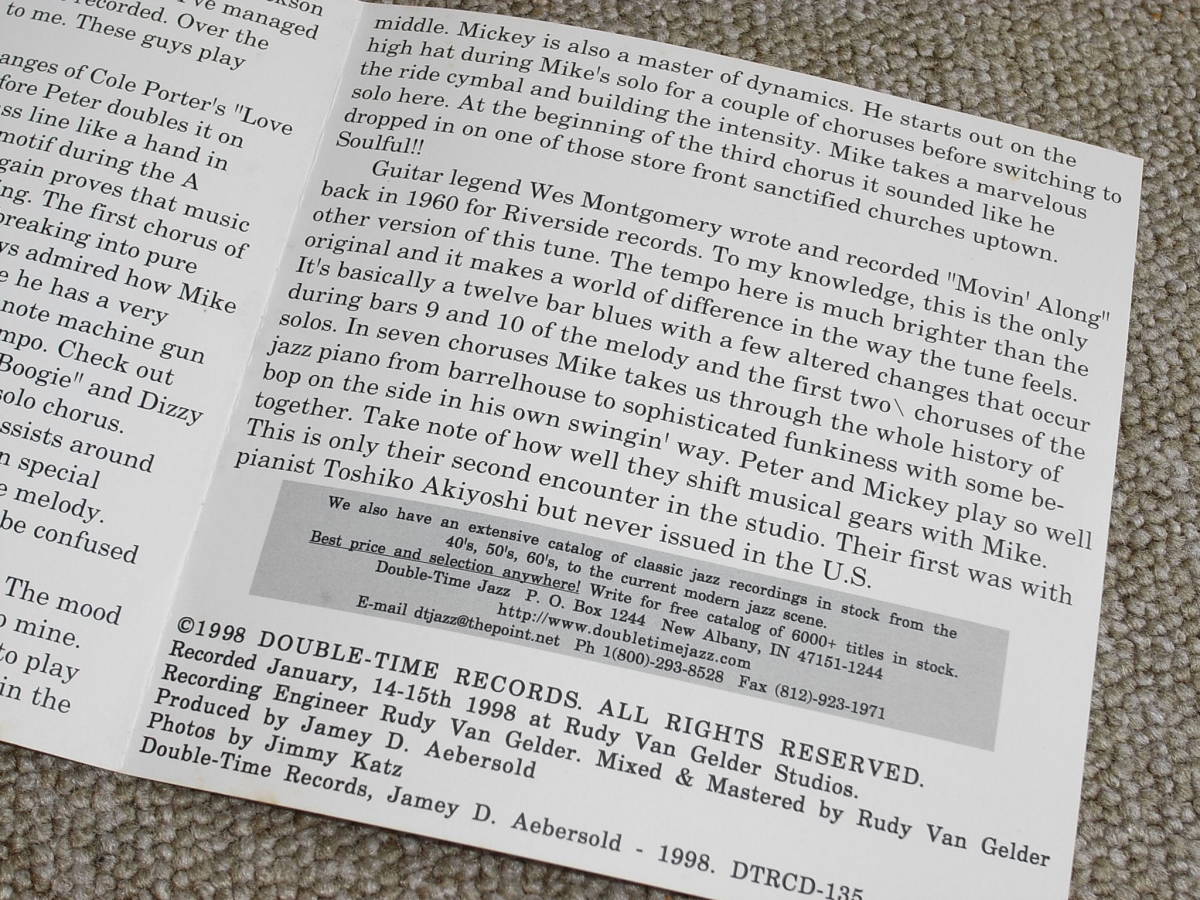 kson
've managed
recorded. Over the
to me. These guys play
anges of Cole Porter's "Love
fore Peter doubles it on
ss line like a hand in
motif during the A
gain proves that music
ing. The first chorus of
breaking into pure
ys admired how Mike
e he has a very
note machine gun
mpo. Check out
Boogie" and Dizzy
solo chorus.
ssists around
n special
e melody.
be confused
The mood
o mine.
to play
in the
middle. Mickey is also a master of dynamics. He starts out on the
high hat during Mike's solo for a couple of choruses before switching to
the ride cymbal and building the intensity. Mike takes a marvelous
solo here. At the beginning of the third chorus it sounded like he
dropped in on one of those store front sanctified churches uptown.
Soulful!!
Guitar legend Wes Montgomery wrote and recorded "Movin' Along"
back in 1960 for Riverside records. To my knowledge, this is the only
other version of this tune. The tempo here is much brighter than the
original and it makes a world of difference in the way the tune feels.
It's basically a twelve bar blues with a few altered changes that occur
during bars 9 and 10 of the melody and the first two\ choruses of the
solos. In seven choruses Mike takes us through the whole history of
jazz piano from barrelhouse to sophisticated funkiness with some be-
bop on the side in his own swingin' way. Peter and Mickey play so well
together. Take note of how well they shift musical gears with Mike.
This is only their second encounter in the studio. Their first was with
pianist Toshiko Akiyoshi but never issued in the U.S.
We also have an extensive catalog of classic jazz recordings in stock from the
40's, 50's, 60's, to the current modern jazz scene.
Best price and selection anywhere! Write for free catalog of 6000+ titles in stock.
Double-Time Jazz P. O. Box 1244 New Albany, IN 47151-1244
http://www.doubletimejazz.com
E-mail dtjazz@thepoint.net Ph 1(800)-293-8528 Fax (812)-923-1971
©1998 DOUBLE-TIME RECORDS. ALL RIGHTS RESERVED.
Recorded January, 14-15th 1998 at Rudy Van Gelder Studios.
Recording Engineer Rudy Van Gelder. Mixed & Mastered by Rudy Van Gelder
Produced by Jamey D. Aebersold
Photos by Jimmy Katz
Double-Time Records, Jamey D. Aebersold - 1998. DTRCD-135